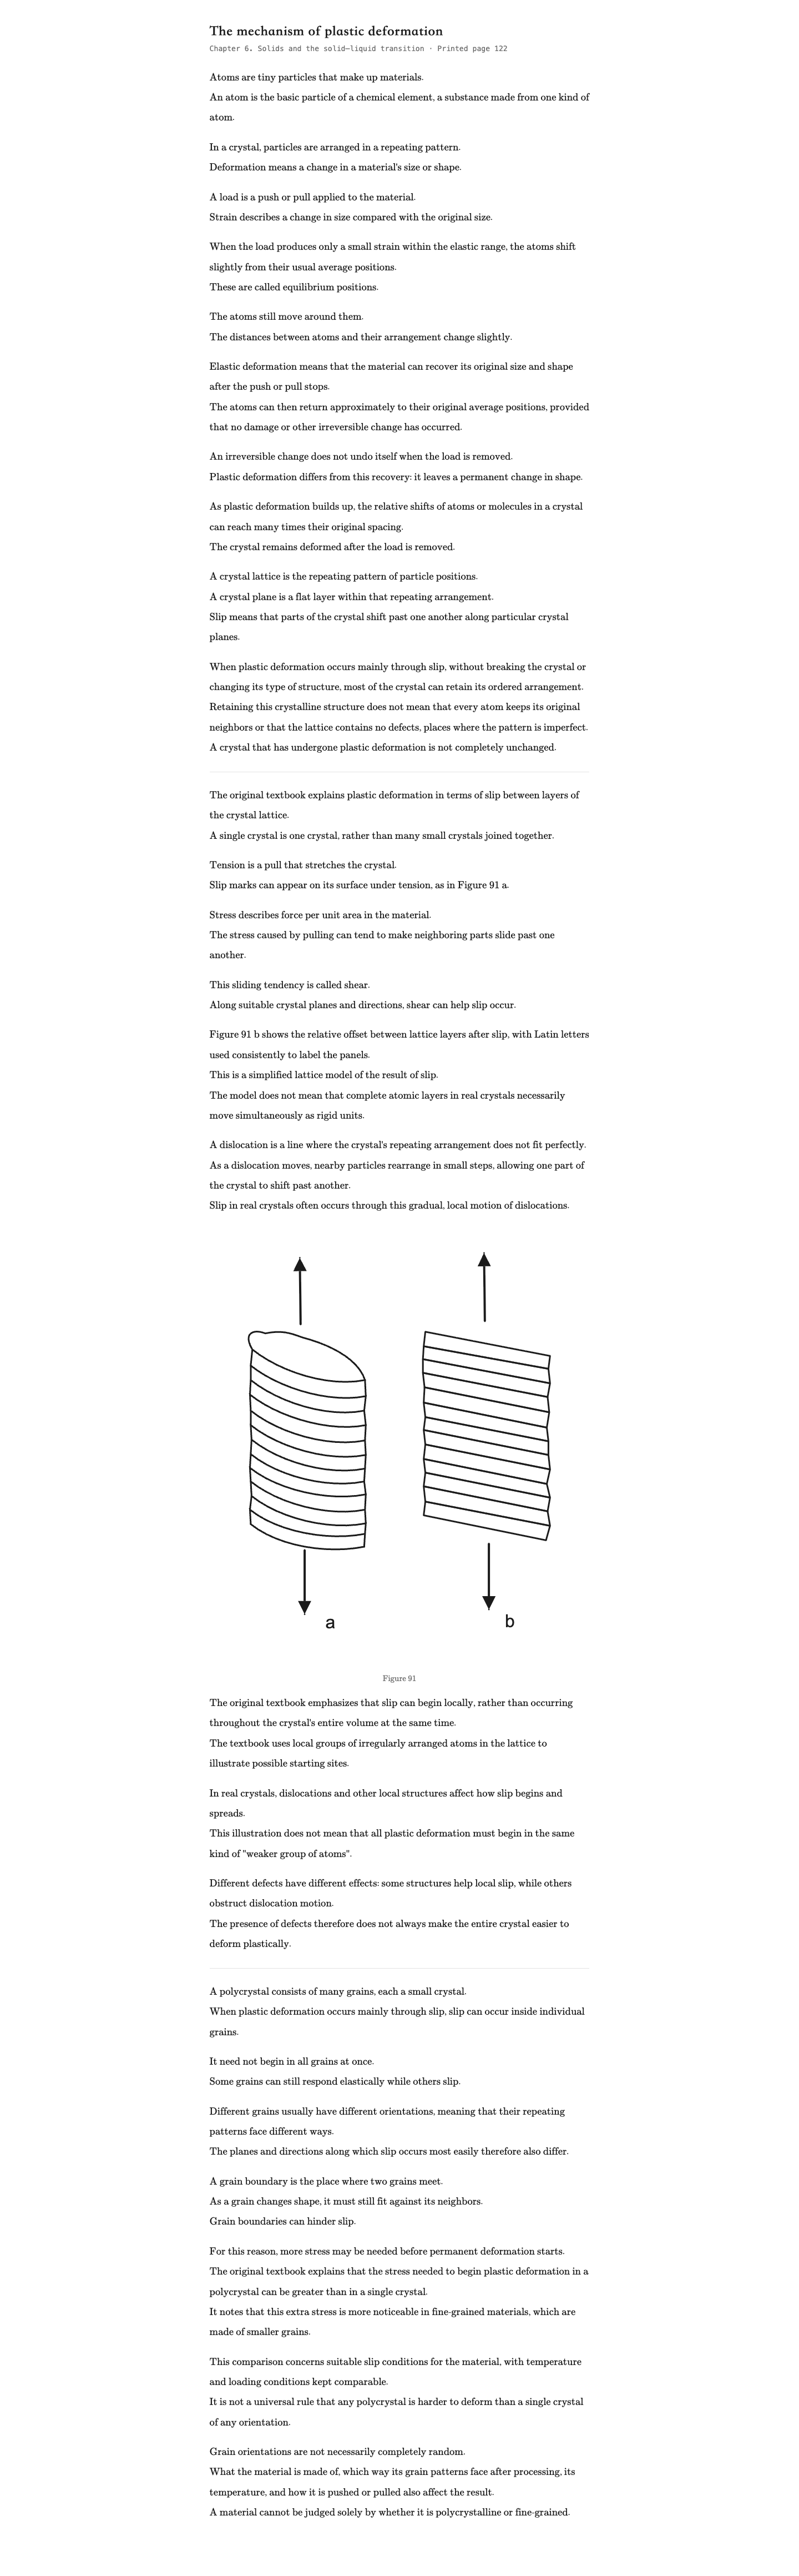 The mechanism of plastic deformation
Chapter 6. Solids and the solid–liquid transition · Printed page 122
Atoms are tiny particles that make up materials.
An atom is the basic particle of a chemical element, a substance made from one kind of
atom.
In a crystal, particles are arranged in a repeating pattern.
Deformation means a change in a material's size or shape.
A load is a push or pull applied to the material.
Strain describes a change in size compared with the original size.
When the load produces only a small strain within the elastic range, the atoms shift
slightly from their usual average positions.
These are called equilibrium positions.
The atoms still move around them.
The distances between atoms and their arrangement change slightly.
Elastic deformation means that the material can recover its original size and shape
after the push or pull stops.
The atoms can then return approximately to their original average positions, provided
that no damage or other irreversible change has occurred.
An irreversible change does not undo itself when the load is removed.
Plastic deformation differs from this recovery: it leaves a permanent change in shape.
As plastic deformation builds up, the relative shifts of atoms or molecules in a crystal
can reach many times their original spacing.
The crystal remains deformed after the load is removed.
A crystal lattice is the repeating pattern of particle positions.
A crystal plane is a flat layer within that repeating arrangement.
Slip means that parts of the crystal shift past one another along particular crystal
planes.
When plastic deformation occurs mainly through slip, without breaking the crystal or
changing its type of structure, most of the crystal can retain its ordered arrangement.
Retaining this crystalline structure does not mean that every atom keeps its original
neighbors or that the lattice contains no defects, places where the pattern is imperfect.
A crystal that has undergone plastic deformation is not completely unchanged.
The original textbook explains plastic deformation in terms of slip between layers of
the crystal lattice.
A single crystal is one crystal, rather than many small crystals joined together.
Tension is a pull that stretches the crystal.
Slip marks can appear on its surface under tension, as in Figure 91 a.
Stress describes force per unit area in the material.
The stress caused by pulling can tend to make neighboring parts slide past one
another.
This sliding tendency is called shear.
Along suitable crystal planes and directions, shear can help slip occur.
Figure 91 b shows the relative offset between lattice layers after slip, with Latin letters
used consistently to label the panels.
This is a simplified lattice model of the result of slip.
The model does not mean that complete atomic layers in real crystals necessarily
move simultaneously as rigid units.
A dislocation is a line where the crystal's repeating arrangement does not fit perfectly.
As a dislocation moves, nearby particles rearrange in small steps, allowing one part of
the crystal to shift past another.
Slip in real crystals often occurs through this gradual, local motion of dislocations.
a
b
Figure 91
The original textbook emphasizes that slip can begin locally, rather than occurring
throughout the crystal's entire volume at the same time.
The textbook uses local groups of irregularly arranged atoms in the lattice to
illustrate possible starting sites.
In real crystals, dislocations and other local structures affect how slip begins and
spreads.
This illustration does not mean that all plastic deformation must begin in the same
kind of "weaker group of atoms".
Different defects have different effects: some structures help local slip, while others
obstruct dislocation motion.
The presence of defects therefore does not always make the entire crystal easier to
deform plastically.
A polycrystal consists of many grains, each a small crystal.
When plastic deformation occurs mainly through slip, slip can occur inside individual
grains.
It need not begin in all grains at once.
Some grains can still respond elastically while others slip.
Different grains usually have different orientations, meaning that their repeating
patterns face different ways.
The planes and directions along which slip occurs most easily therefore also differ.
A grain boundary is the place where two grains meet.
As a grain changes shape, it must still fit against its neighbors.
Grain boundaries can hinder slip.
For this reason, more stress may be needed before permanent deformation starts.
The original textbook explains that the stress needed to begin plastic deformation in a
polycrystal can be greater than in a single crystal.
It notes that this extra stress is more noticeable in fine-grained materials, which are
made of smaller grains.
This comparison concerns suitable slip conditions for the material, with temperature
and loading conditions kept comparable.
It is not a universal rule that any polycrystal is harder to deform than a single crystal
of any orientation.
Grain orientations are not necessarily completely random.
What the material is made of, which way its grain patterns face after processing, its
temperature, and how it is pushed or pulled also affect the result.
A material cannot be judged solely by whether it is polycrystalline or fine-grained.